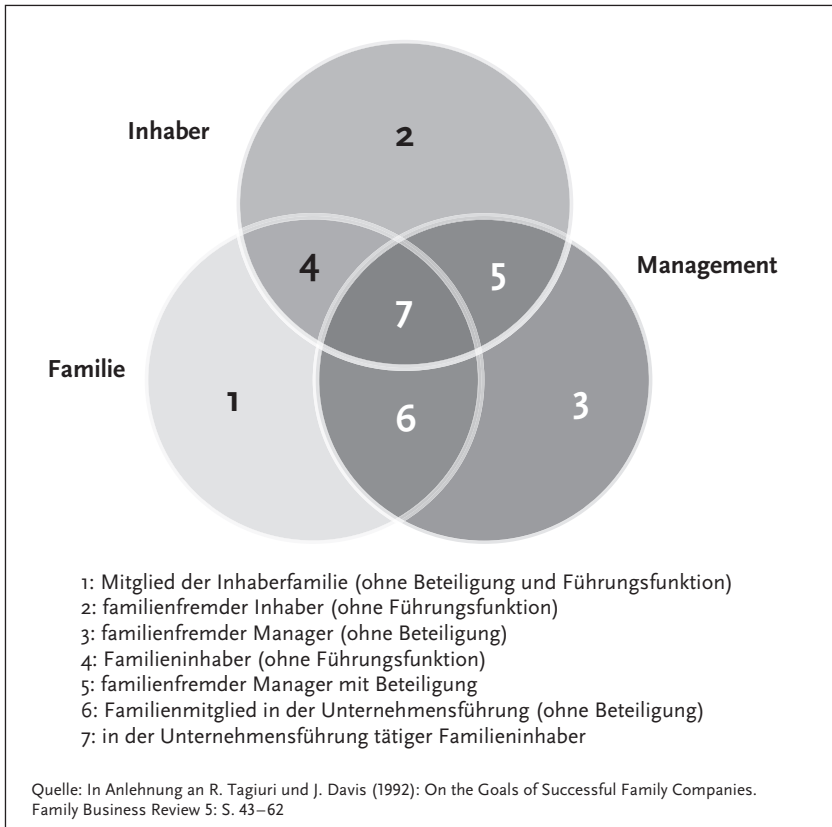 Inhaber
2
4
5
Management
7
Familie
1
6
3
1: Mitglied der Inhaberfamilie (ohne Beteiligung und Führungsfunktion)
2: familienfremder Inhaber (ohne Führungsfunktion)
3: familienfremder Manager (ohne Beteiligung)
4: Familieninhaber (ohne Führungsfunktion)
5: familienfremder Manager mit Beteiligung
6: Familienmitglied in der Unternehmensführung (ohne Beteiligung)
7: in der Unternehmensführung tätiger Familieninhaber
Quelle: In Anlehnung an R. Tagiuri und J. Davis (1992): On the Goals of Successful Family Companies.
Family Business Review 5: S. 43–62